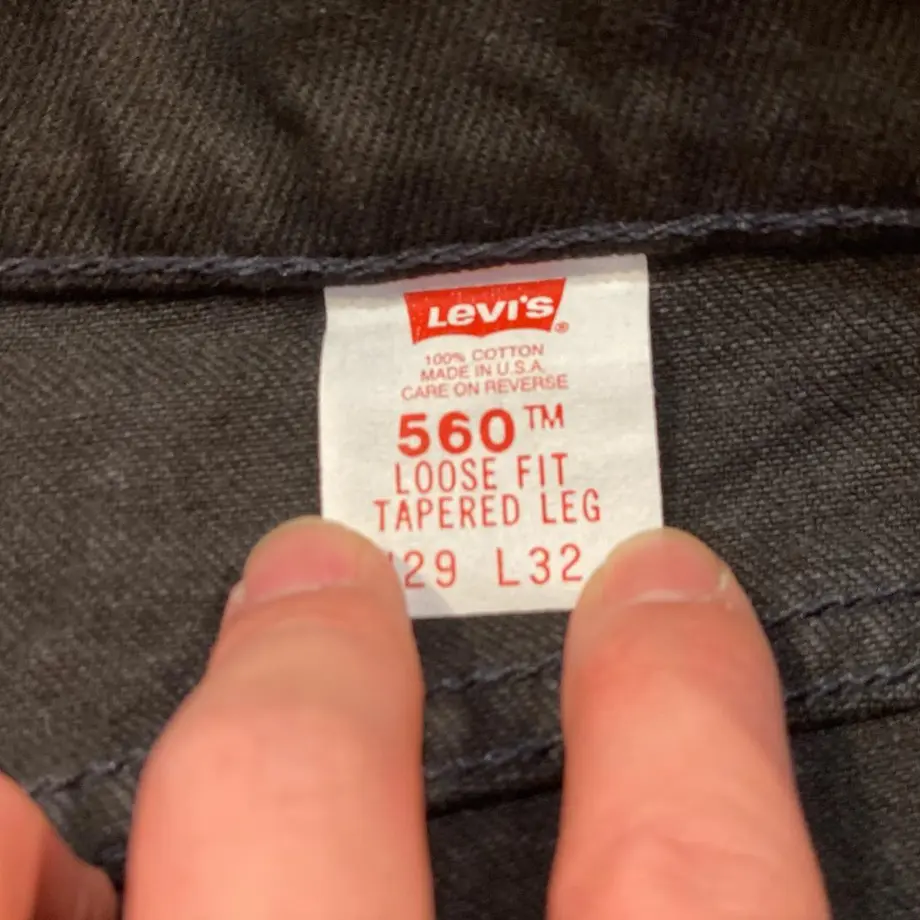 Levi's®
100% COTTON
MADE IN U.S.A.
CARE ON REVERSE
560™
LOOSE FIT
TAPERED LEG
29 L32